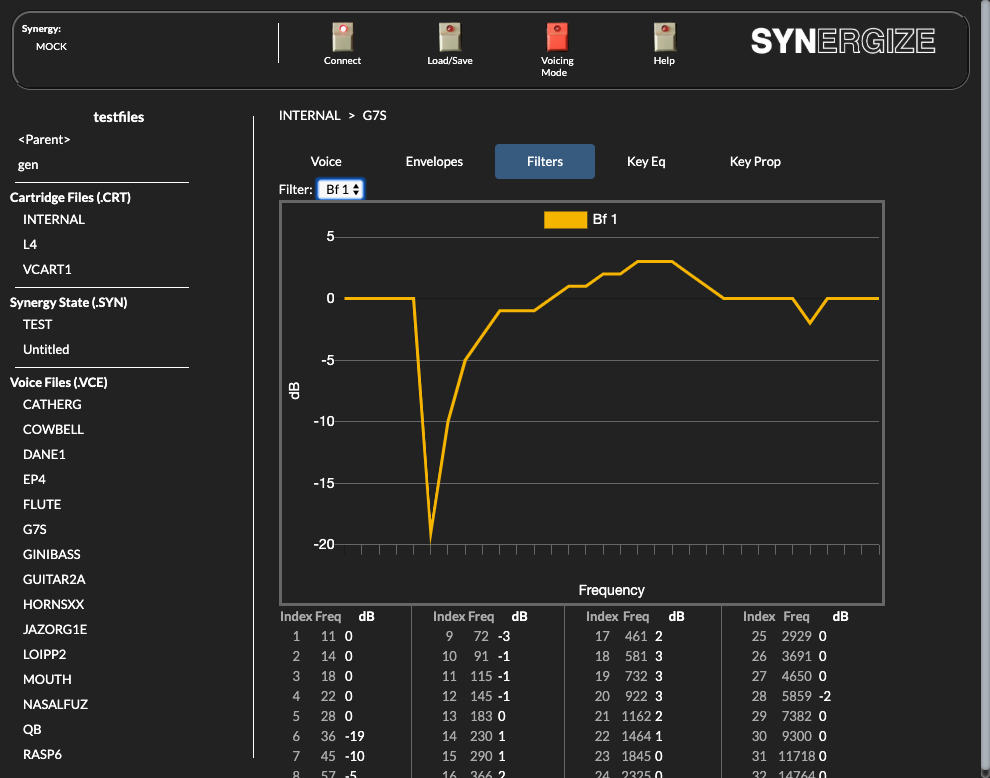 Synergy:
MOCK
Connect
Load/Save
Voicing
Mode
Help
SYNERGIZE
testfiles
<Parent>
gen
Cartridge Files (.CRT)
INTERNAL
L4
VCART1
Synergy State (.SYN)
TEST
Untitled
Voice Files (.VCE)
CATHERG
COWBELL
DANE1
EP4
FLUTE
G7S
GINIBASS
GUITAR2A
HORNSXX
JAZORG1E
LOIPP2
MOUTH
NASALFUZ
QB
RASP6
INTERNAL > G7S
Voice Envelopes Filters Key Eq Key Prop
Filter: Bf 1
Bf 1
5
0
-5
-10
-15
-20
dB
Frequency
Index Freq dB Index Freq dB Index Freq dB Index Freq dB
1 11 0 9 72 -3 17 461 2 25 2929 0
2 14 0 10 91 -1 18 581 3 26 3691 0
3 18 0 11 115 -1 19 732 3 27 4650 0
4 22 0 12 145 -1 20 922 3 28 5859 -2
5 28 0 13 183 0 21 1162 2 29 7382 0
6 36 -19 14 230 1 22 1464 1 30 9300 0
7 45 -10 15 290 1 23 1845 0 31 11718 0
8 57 -5 16 366 2 24 2325 0 32 14764 0